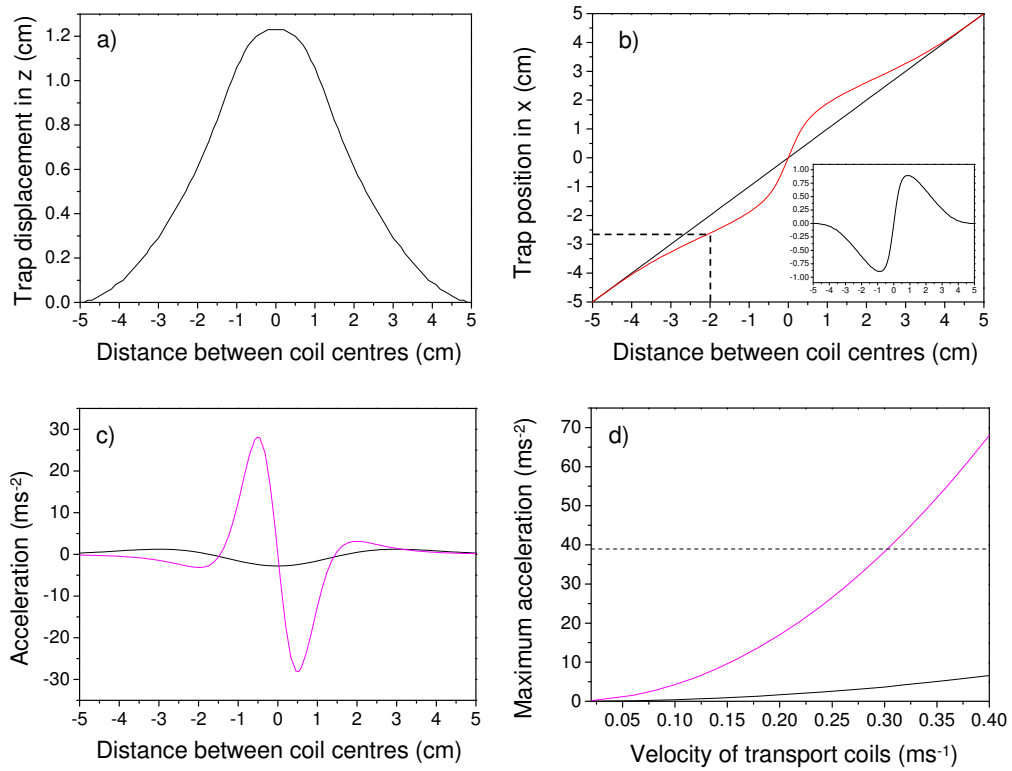 a)
Trap displacement in z (cm)
1.2
1.0
0.8
0.6
0.4
0.2
0.0
-5 -4 -3 -2 -1 0 1 2 3 4 5
Distance between coil centres (cm)
b)
Trap position in x (cm)
5
4
3
2
1
0
-1
-2
-3
-4
-5
1.00
0.75
0.50
0.25
0.00
-0.25
-0.50
-0.75
-1.00
-5 -4 -3 -2 -1 0 1 2 3 4 5
-5 -4 -3 -2 -1 0 1 2 3 4 5
Distance between coil centres (cm)
c)
Acceleration (ms-2)
30
20
10
0
-10
-20
-30
-5 -4 -3 -2 -1 0 1 2 3 4 5
Distance between coil centres (cm)
d)
Maximum acceleration (ms-2)
70
60
50
40
30
20
10
0
0.05 0.10 0.15 0.20 0.25 0.30 0.35 0.40
Velocity of transport coils (ms-1)